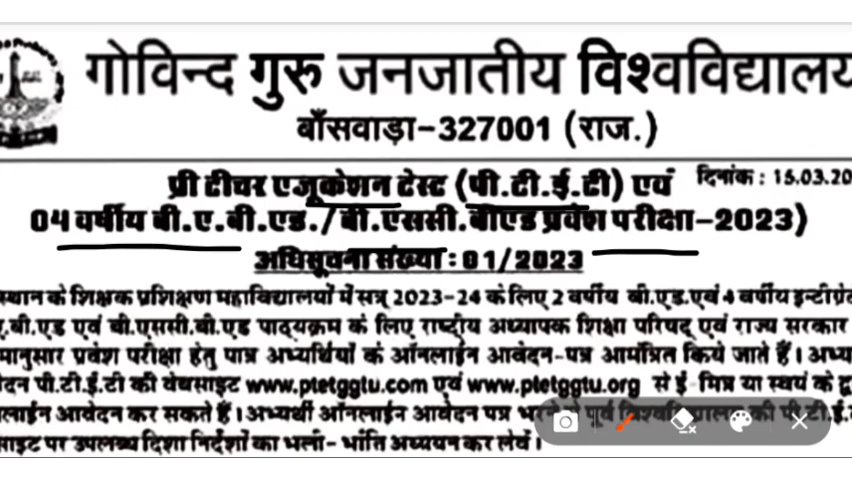 गोविन्द गुरु जनजातीय विश्वविद्यालय
बाँसवाड़ा-327001 (राज.)
प्री टीचर एजूकेशन टेस्ट (पी.टी.ई.टी) एवं दिनांक : 15.03.20
04 वर्षीय बी.ए.बी.एड./बी.एससी.बीएड प्रवेश परीक्षा-2023)
अधिसूचना संख्या : 01/2023
स्थान के शिक्षक प्रशिक्षण महाविद्यालयों में सत्र 2023-24 के लिए 2 वर्षीय बी.एड.एवं 4 वर्षीय इन्टीग्रे
.बी.एड एवं बी.एससी.बी.एड पाठ्यक्रम के लिए राष्ट्रीय अध्यापक शिक्षा परिषद् एवं राज्य सरकार
मानुसार प्रवेश परीक्षा हेतु पात्र अभ्यर्थियों के ऑनलाईन आवेदन-पत्र आमंत्रित किये जाते हैं। अभ्य
दन पी.टी.ई.टी की वेबसाइट www.ptetggtu.com एवं www.ptetggtu.org से ई मित्र या स्वयं के द्व
लाईन आवेदन कर सकते हैं। अभ्यर्थी ऑनलाईन आवेदन पत्र भरने से पूर्व विश्वविद्यालय की पी.टी.ई.
साइट पर उपलब्ध दिशा निर्देशों का भली- भांति अध्ययन कर लेवें।